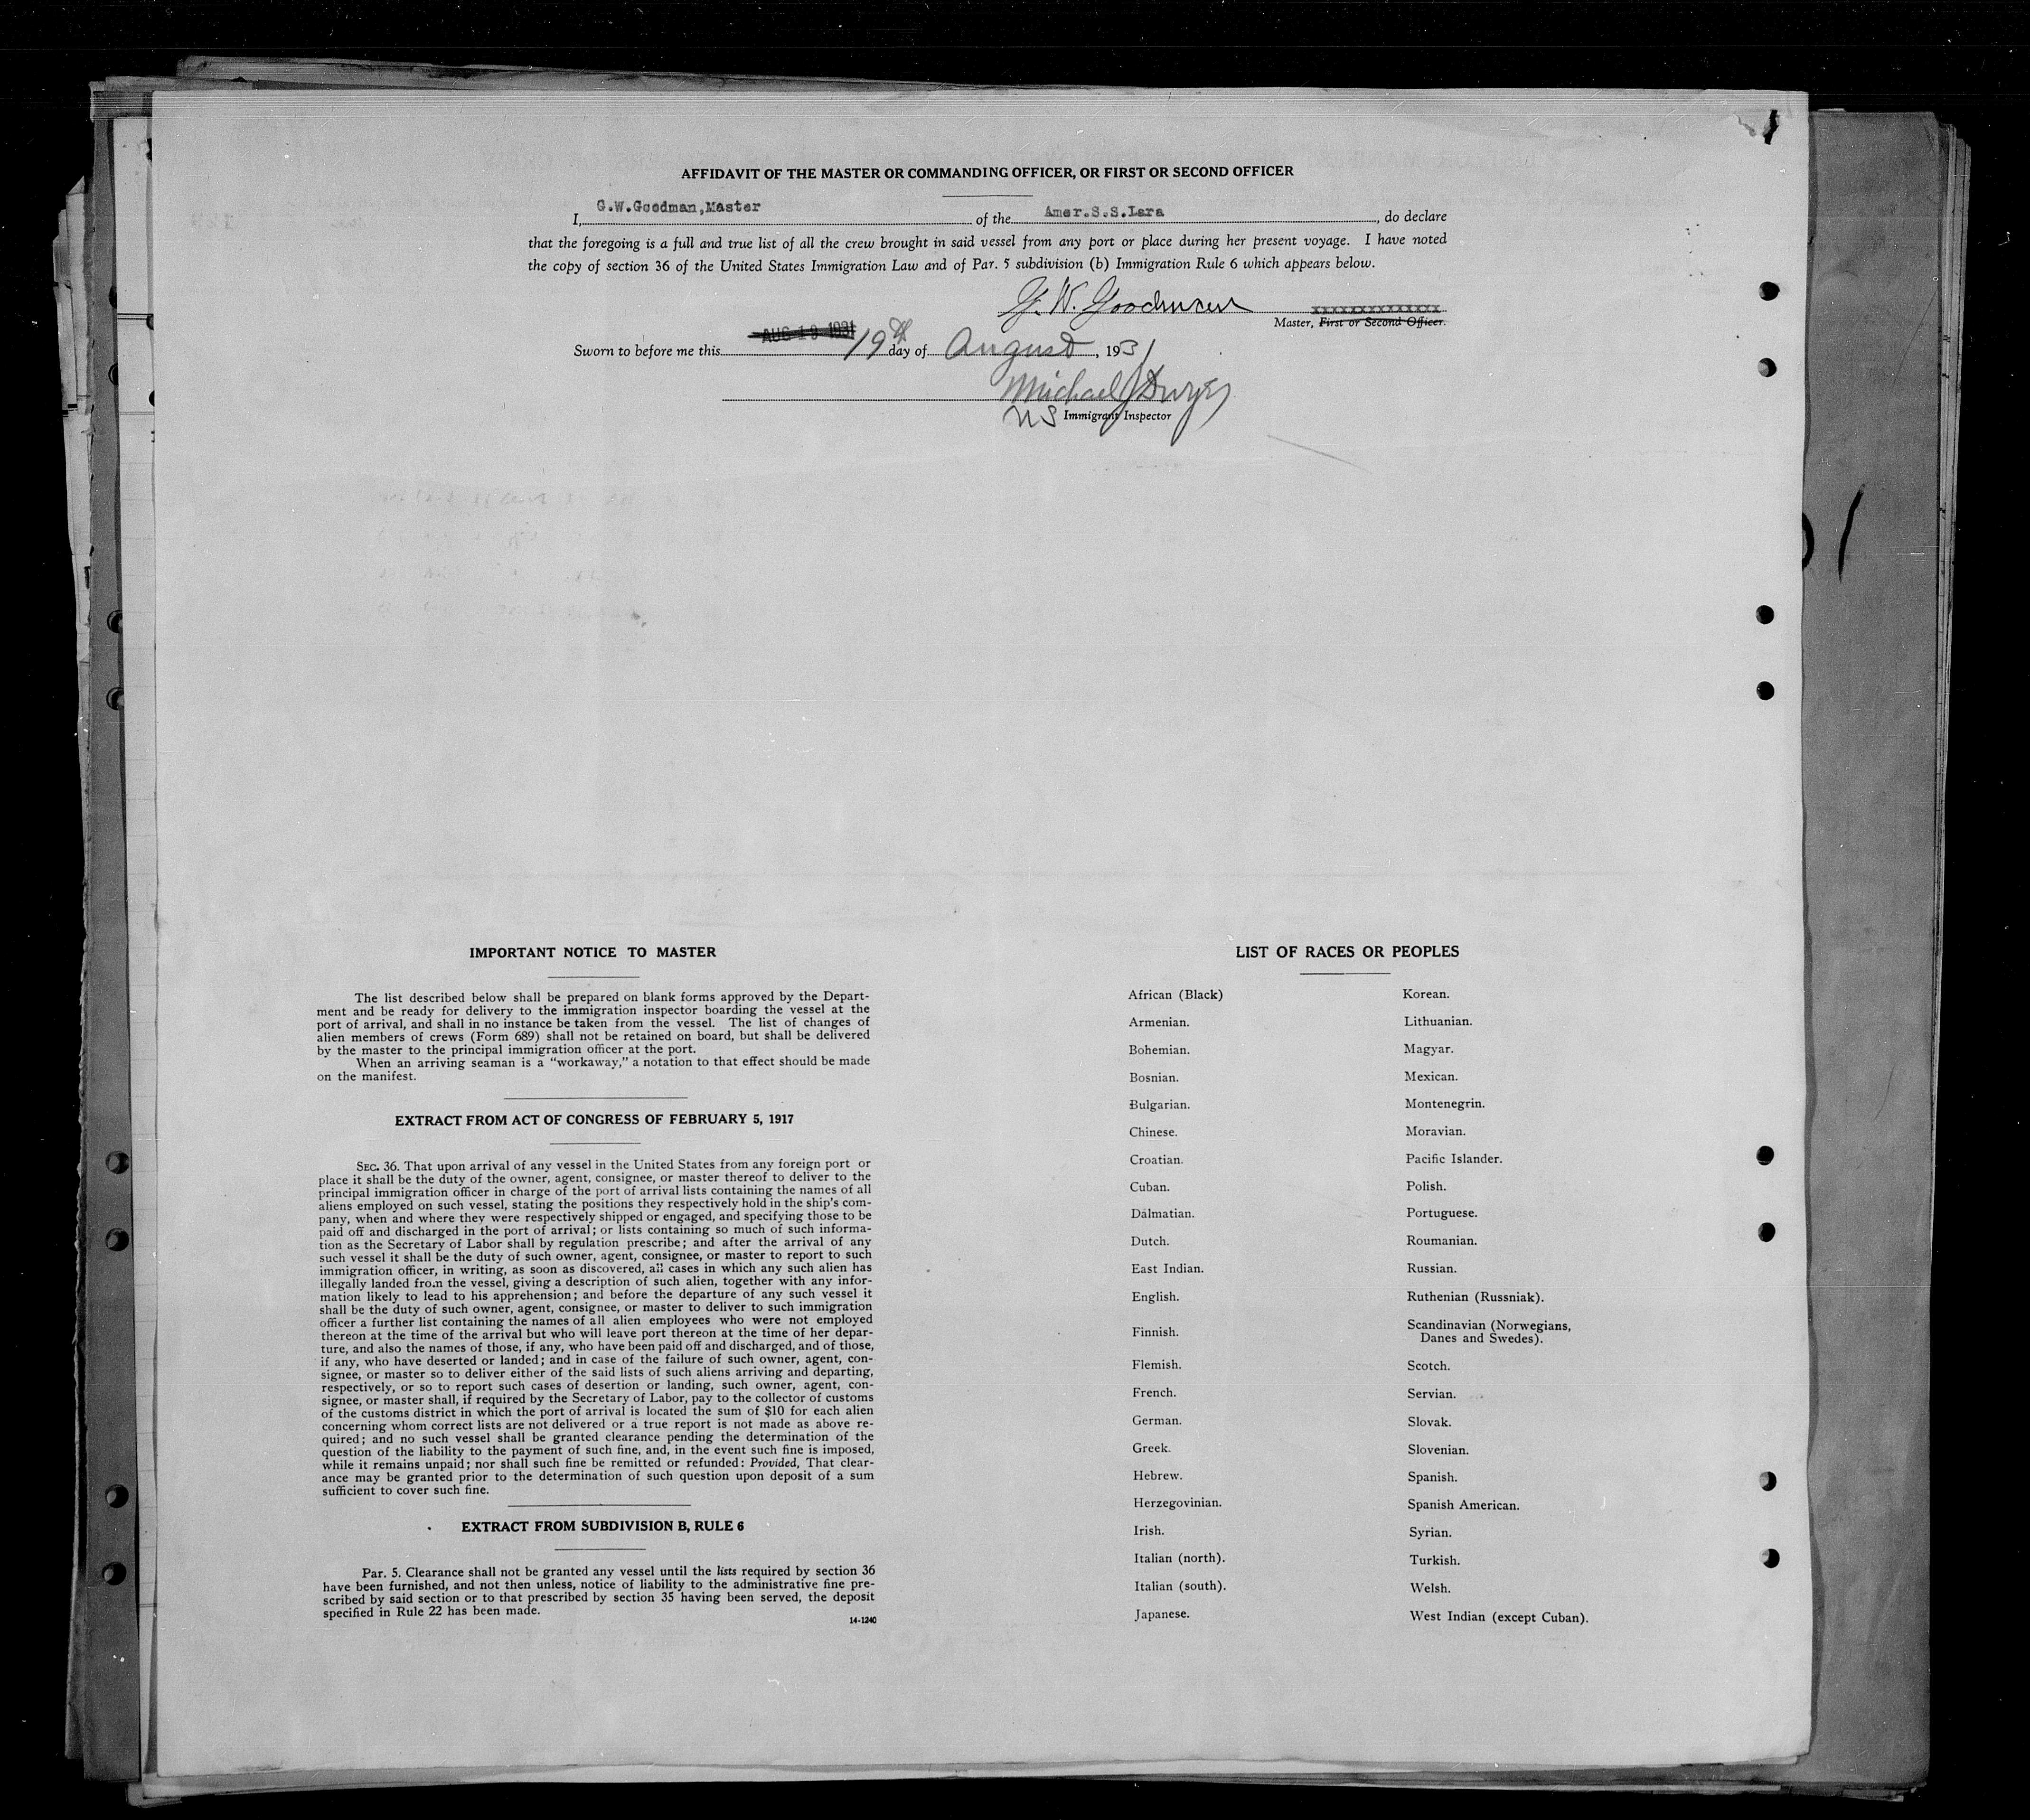 AFFIDAVIT OF THE MASTER OR COMMANDING OFFICER, OR FIRST OR SECOND OFFICER
I, G.W.Goodman,Master of the Amer.S.S.Lara, do declare
that the foregoing is a full and true list of all the crew brought in said vessel from any port or place during her present voyage. I have noted
the copy of section 36 of the United States Immigration Law and of Par. 5 subdivision (b) Immigration Rule 6 which appears below.
G. W. Goodman xxxxxxxxxxxxxxx
Master, First or Second Officer.
AUG 19 1931
Sworn to before me this 19th day of August, 1931
Michael J Dwyer
US Immigrant Inspector
IMPORTANT NOTICE TO MASTER
The list described below shall be prepared on blank forms approved by the Depart-
ment and be ready for delivery to the immigration inspector boarding the vessel at the
port of arrival, and shall in no instance be taken from the vessel. The list of changes of
alien members of crews (Form 689) shall not be retained on board, but shall be delivered
by the master to the principal immigration officer at the port.
When an arriving seaman is a "workaway," a notation to that effect should be made
on the manifest.
EXTRACT FROM ACT OF CONGRESS OF FEBRUARY 5, 1917
SEC. 36. That upon arrival of any vessel in the United States from any foreign port or
place it shall be the duty of the owner, agent, consignee, or master thereof to deliver to the
principal immigration officer in charge of the port of arrival lists containing the names of all
aliens employed on such vessel, stating the positions they respectively hold in the ship's com-
pany, when and where they were respectively shipped or engaged, and specifying those to be
paid off and discharged in the port of arrival; or lists containing so much of such informa-
tion as the Secretary of Labor shall by regulation prescribe; and after the arrival of any
such vessel it shall be the duty of such owner, agent, consignee, or master to report to such
immigration officer, in writing, as soon as discovered, all cases in which any such alien has
illegally landed from the vessel, giving a description of such alien, together with any infor-
mation likely to lead to his apprehension; and before the departure of any such vessel it
shall be the duty of such owner, agent, consignee, or master to deliver to such immigration
officer a further list containing the names of all alien employees who were not employed
thereon at the time of the arrival but who will leave port thereon at the time of her depar-
ture, and also the names of those, if any, who have been paid off and discharged, and of those,
if any, who have deserted or landed; and in case of the failure of such owner, agent, con-
signee, or master so to deliver either of the said lists of such aliens arriving and departing,
respectively, or so to report such cases of desertion or landing, such owner, agent, con-
signee, or master shall, if required by the Secretary of Labor, pay to the collector of customs
of the customs district in which the port of arrival is located the sum of $10 for each alien
concerning whom correct lists are not delivered or a true report is not made as above re-
quired; and no such vessel shall be granted clearance pending the determination of the
question of the liability to the payment of such fine, and, in the event such fine is imposed,
while it remains unpaid; nor shall such fine be remitted or refunded: Provided, That clear-
ance may be granted prior to the determination of such question upon deposit of a sum
sufficient to cover such fine.
EXTRACT FROM SUBDIVISION B, RULE 6
Par. 5. Clearance shall not be granted any vessel until the lists required by section 36
have been furnished, and not then unless, notice of liability to the administrative fine pre-
scribed by said section or to that prescribed by section 35 having been served, the deposit
specified in Rule 22 has been made.
14-1240
LIST OF RACES OR PEOPLES
African (Black)
Armenian.
Bohemian.
Bosnian.
Bulgarian.
Chinese.
Croatian.
Cuban.
Dalmatian.
Dutch.
East Indian.
English.
Finnish.
Flemish.
French.
German.
Greek.
Hebrew.
Herzegovinian.
Irish.
Italian (north).
Italian (south).
Japanese.
Korean.
Lithuanian.
Magyar.
Mexican.
Montenegrin.
Moravian.
Pacific Islander.
Polish.
Portuguese.
Roumanian.
Russian.
Ruthenian (Russniak).
Scandinavian (Norwegians,
Danes and Swedes).
Scotch.
Servian.
Slovak.
Slovenian.
Spanish.
Spanish American.
Syrian.
Turkish.
Welsh.
West Indian (except Cuban).